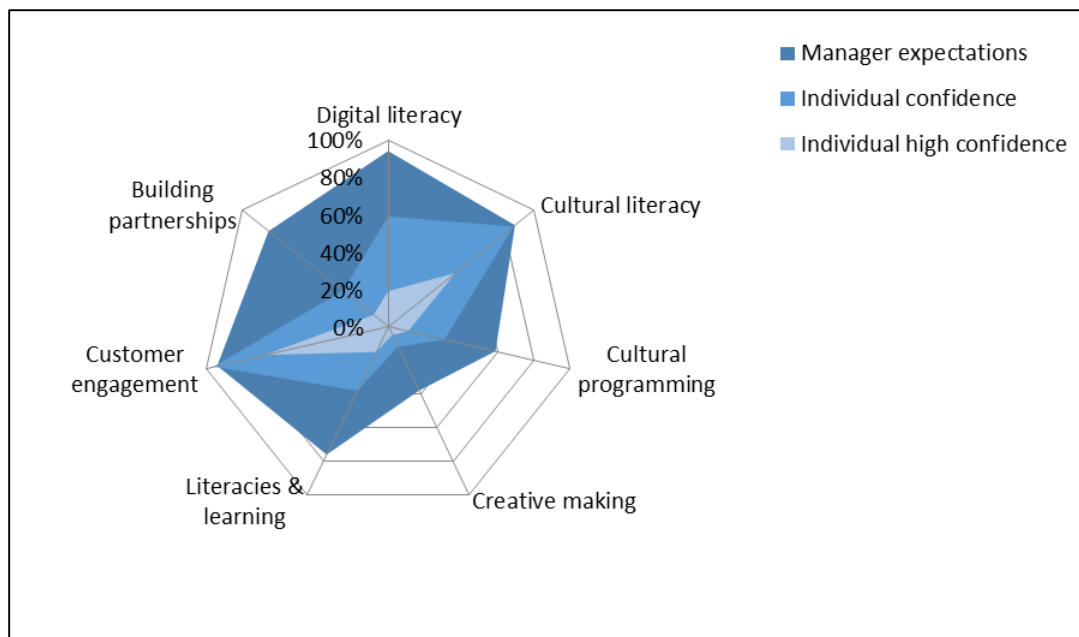 Manager expectations
Individual confidence
Individual high confidence
Digital literacy
100%
80%
60%
40%
20%
0%
Cultural literacy
Cultural
programming
Creative making
Literacies &
learning
Customer
engagement
Building
partnerships